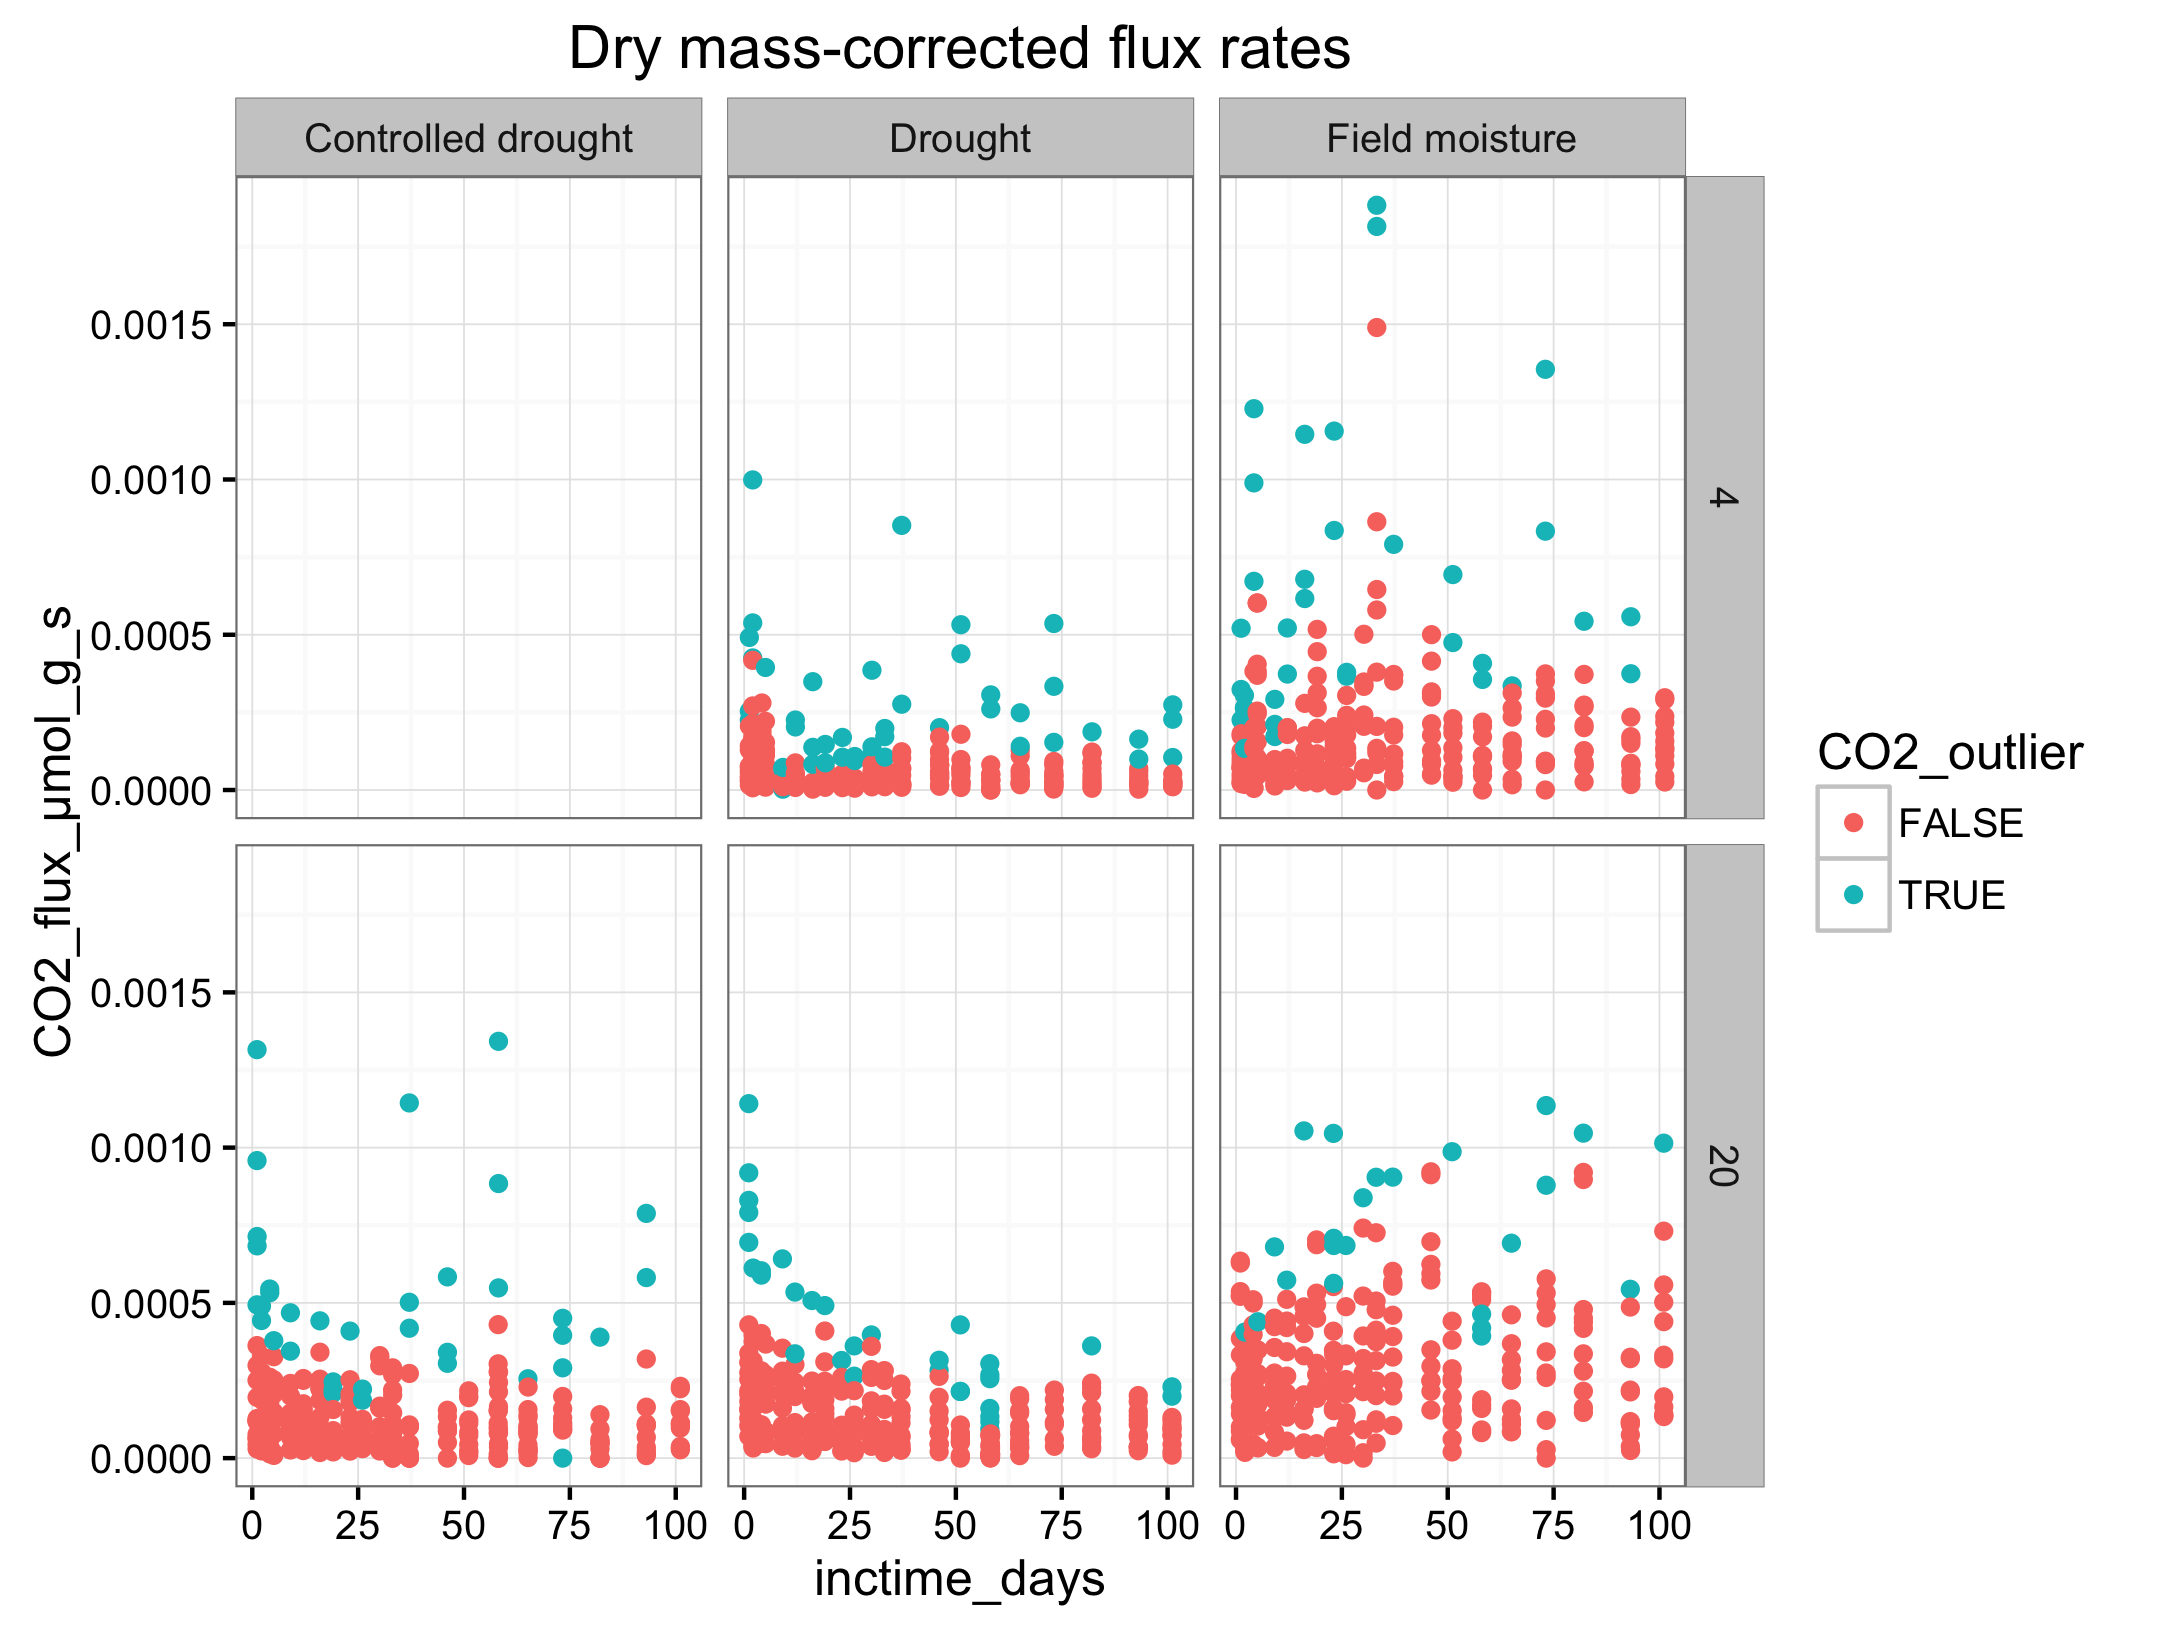 Dry mass-corrected flux rates
Controlled drought
Drought
Field moisture
0.0015
0.0010
0.0005
0.0000
4
0.0015
0.0010
0.0005
0.0000
20
CO2_flux_µmol_g_s
0 25 50 75 100
0 25 50 75 100
0 25 50 75 100
inctime_days
CO2_outlier
FALSE
TRUE